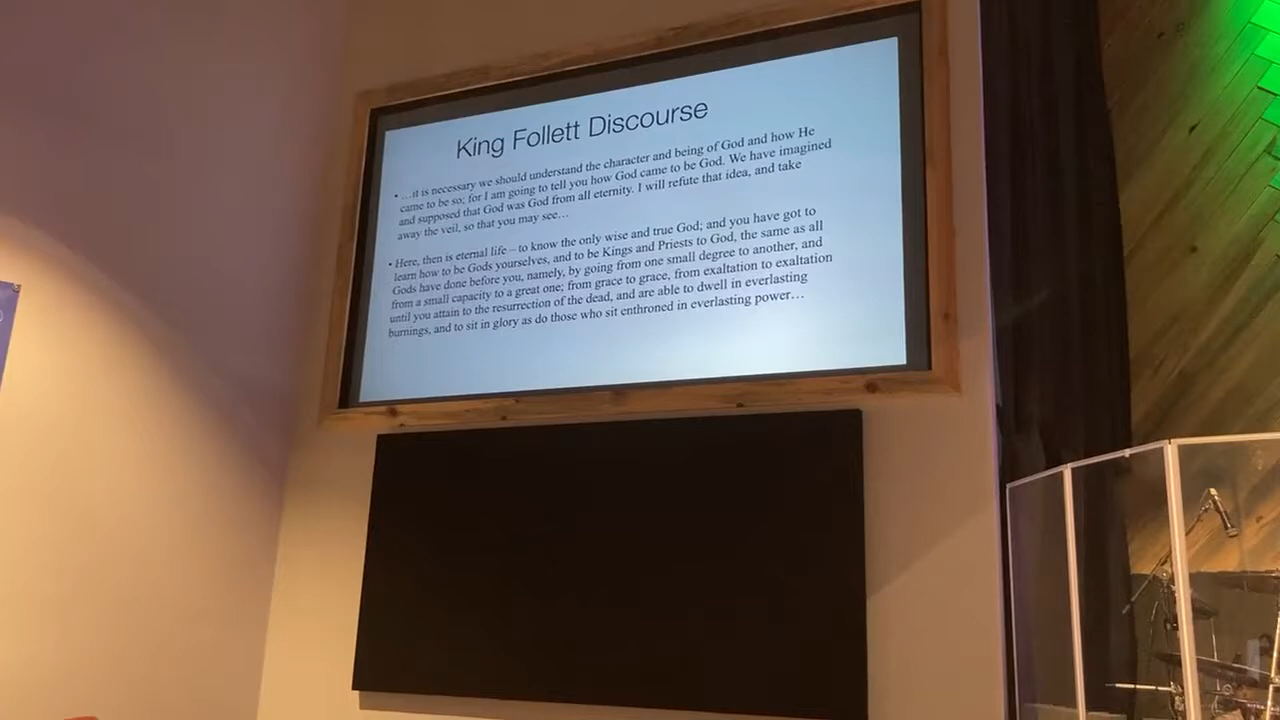 King Follett Discourse
• …it is necessary we should understand the character and being of God and how He
came to be so; for I am going to tell you how God came to be God. We have imagined
and supposed that God was God from all eternity. I will refute that idea, and take
away the veil, so that you may see…
• Here, then is eternal life – to know the only wise and true God; and you have got to
learn how to be Gods yourselves, and to be Kings and Priests to God, the same as all
Gods have done before you, namely, by going from one small degree to another, and
from a small capacity to a great one; from grace to grace, from exaltation to exaltation
until you attain to the resurrection of the dead, and are able to dwell in everlasting
burnings, and to sit in glory as do those who sit enthroned in everlasting power…